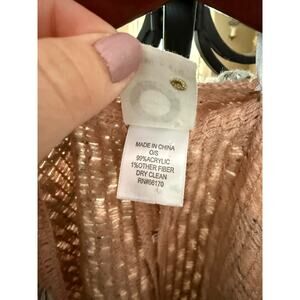 MADE IN CHINA
O/S
99%ACRYLIC
1%OTHER FIBER
DRY CLEAN
RN#66170